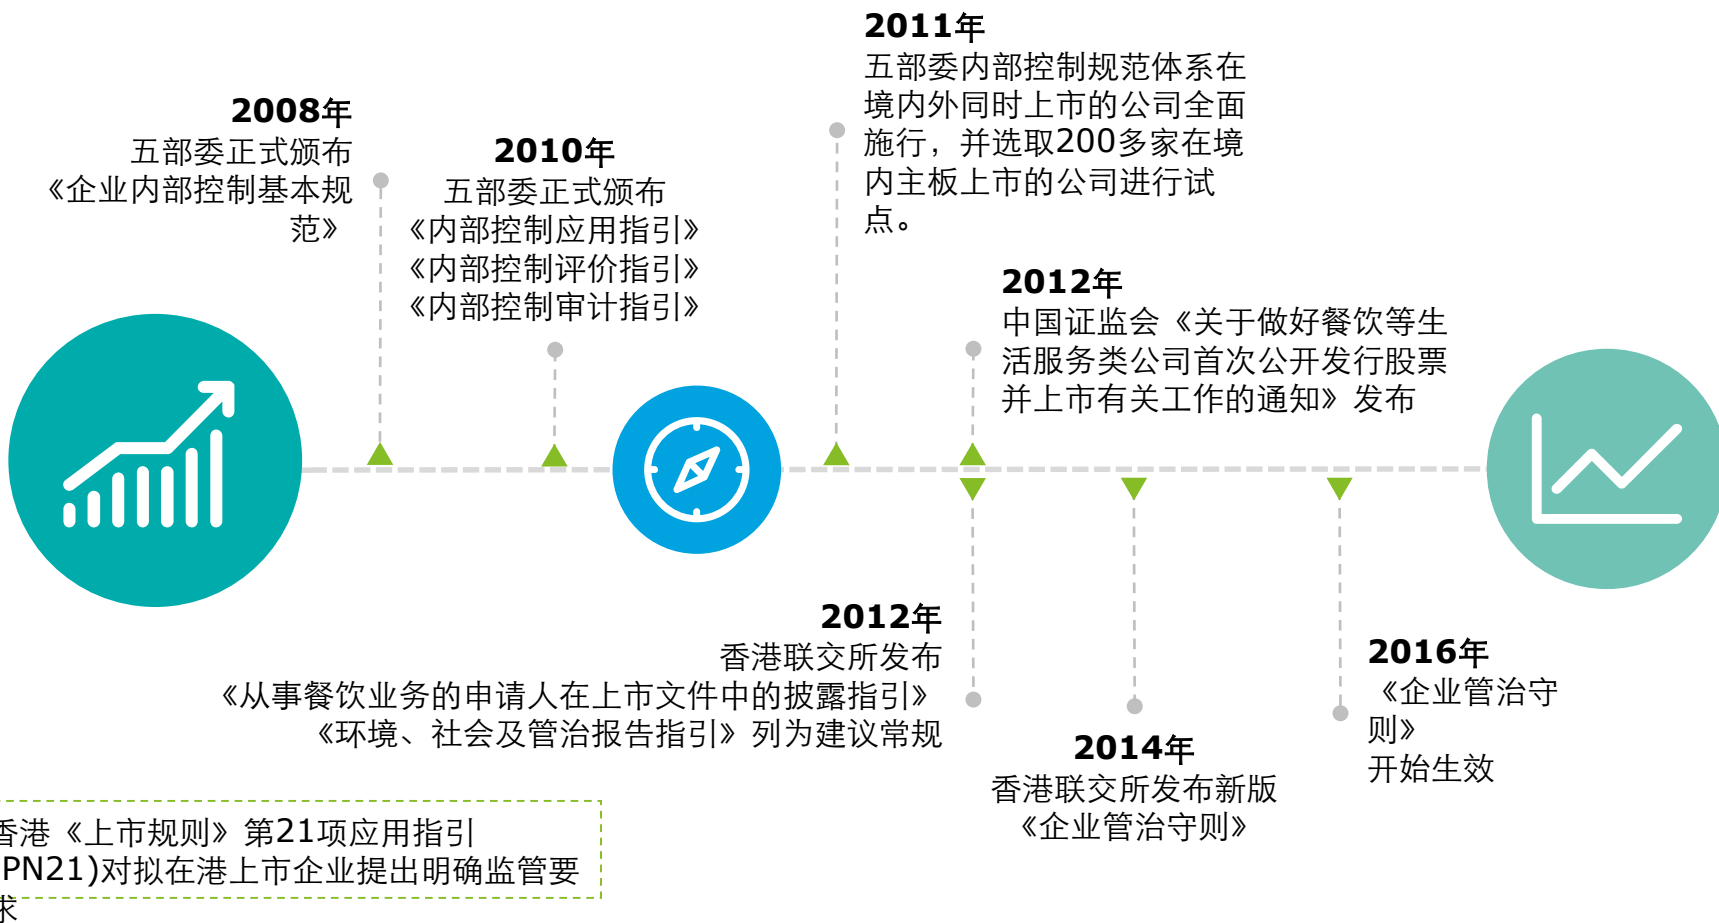 2008年
五部委正式颁布
《企业内部控制基本规
范》
2010年
五部委正式颁布
《内部控制应用指引》
《内部控制评价指引》
《内部控制审计指引》
2011年
五部委内部控制规范体系在
境内外同时上市的公司全面
施行，并选取200多家在境
内主板上市的公司进行试
点。
2012年
中国证监会《关于做好餐饮等生
活服务类公司首次公开发行股票
并上市有关工作的通知》发布
2012年
香港联交所发布
《从事餐饮业务的申请人在上市文件中的披露指引》
《环境、社会及管治报告指引》列为建议常规
2014年
香港联交所发布新版
《企业管治守则》
2016年
《企业管治守
则》
开始生效
香港《上市规则》第21项应用指引
PN21)对拟在港上市企业提出明确监管要
求